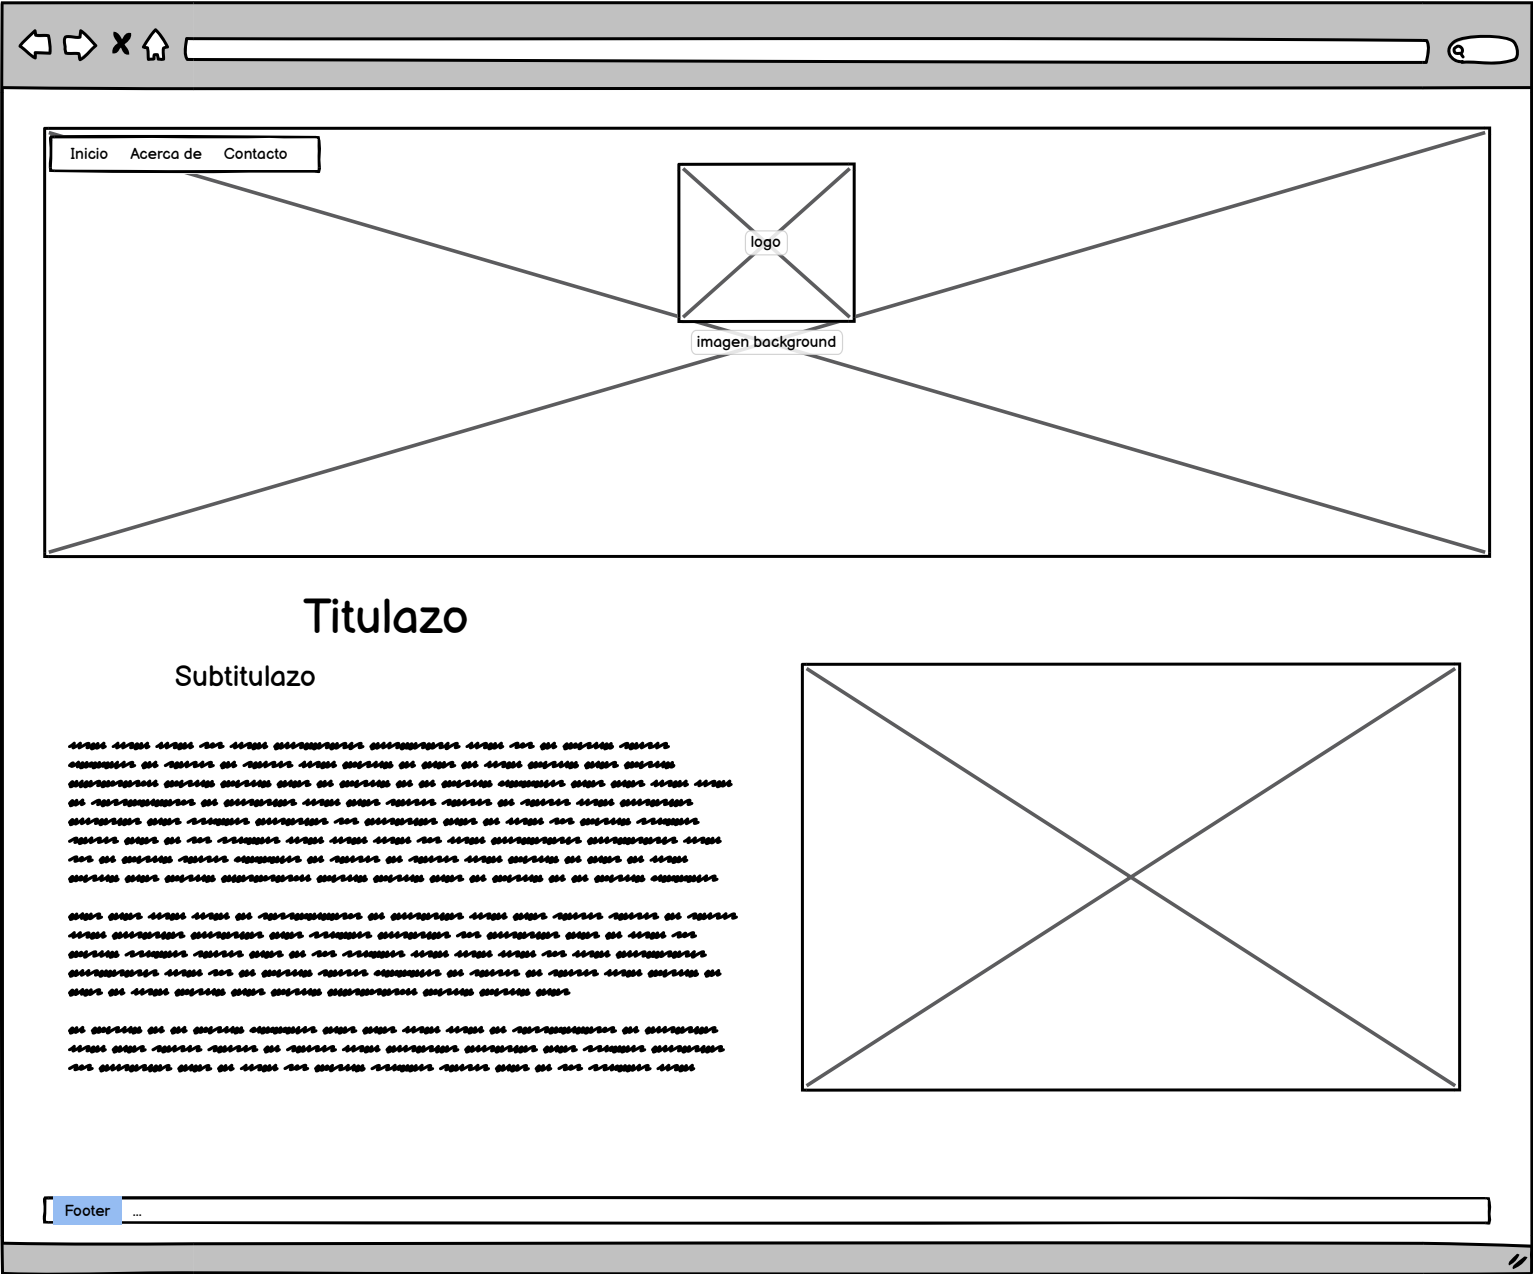 Inicio Acerca de Contacto
logo
imagen background
Titulazo
Subtitulazo
Footer ...